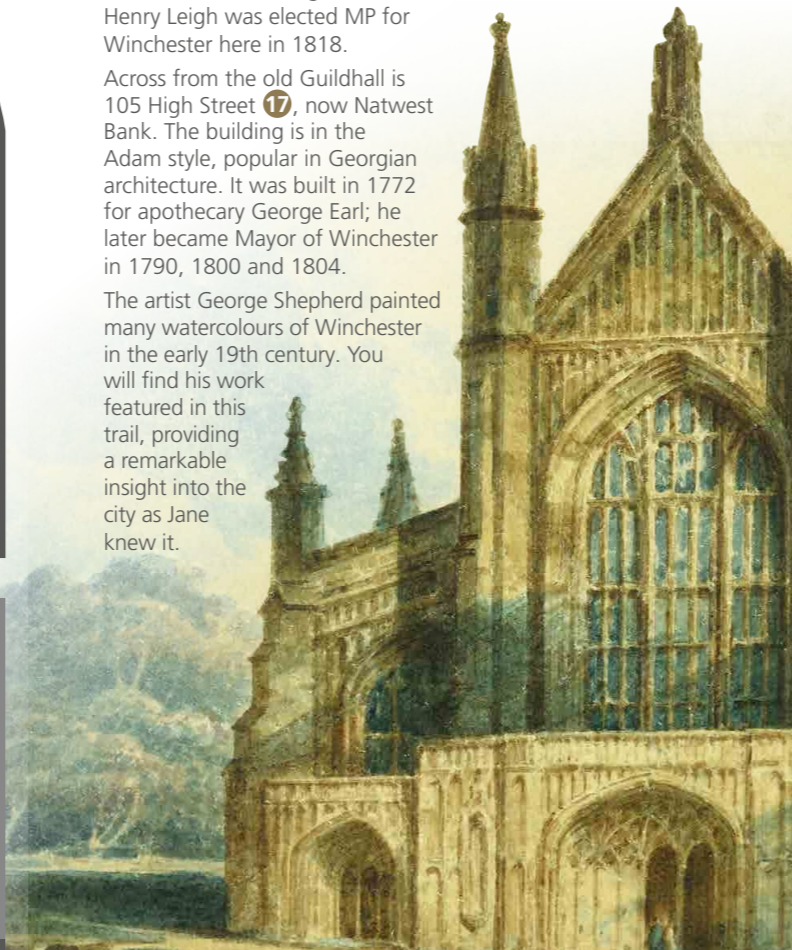 Henry Leigh was elected MP for
Winchester here in 1818.
Across from the old Guildhall is
105 High Street 17, now Natwest
Bank. The building is in the
Adam style, popular in Georgian
architecture. It was built in 1772
for apothecary George Earl; he
later became Mayor of Winchester
in 1790, 1800 and 1804.
The artist George Shepherd painted
many watercolours of Winchester
in the early 19th century. You
will find his work
featured in this
trail, providing
a remarkable
insight into the
city as Jane
knew it.